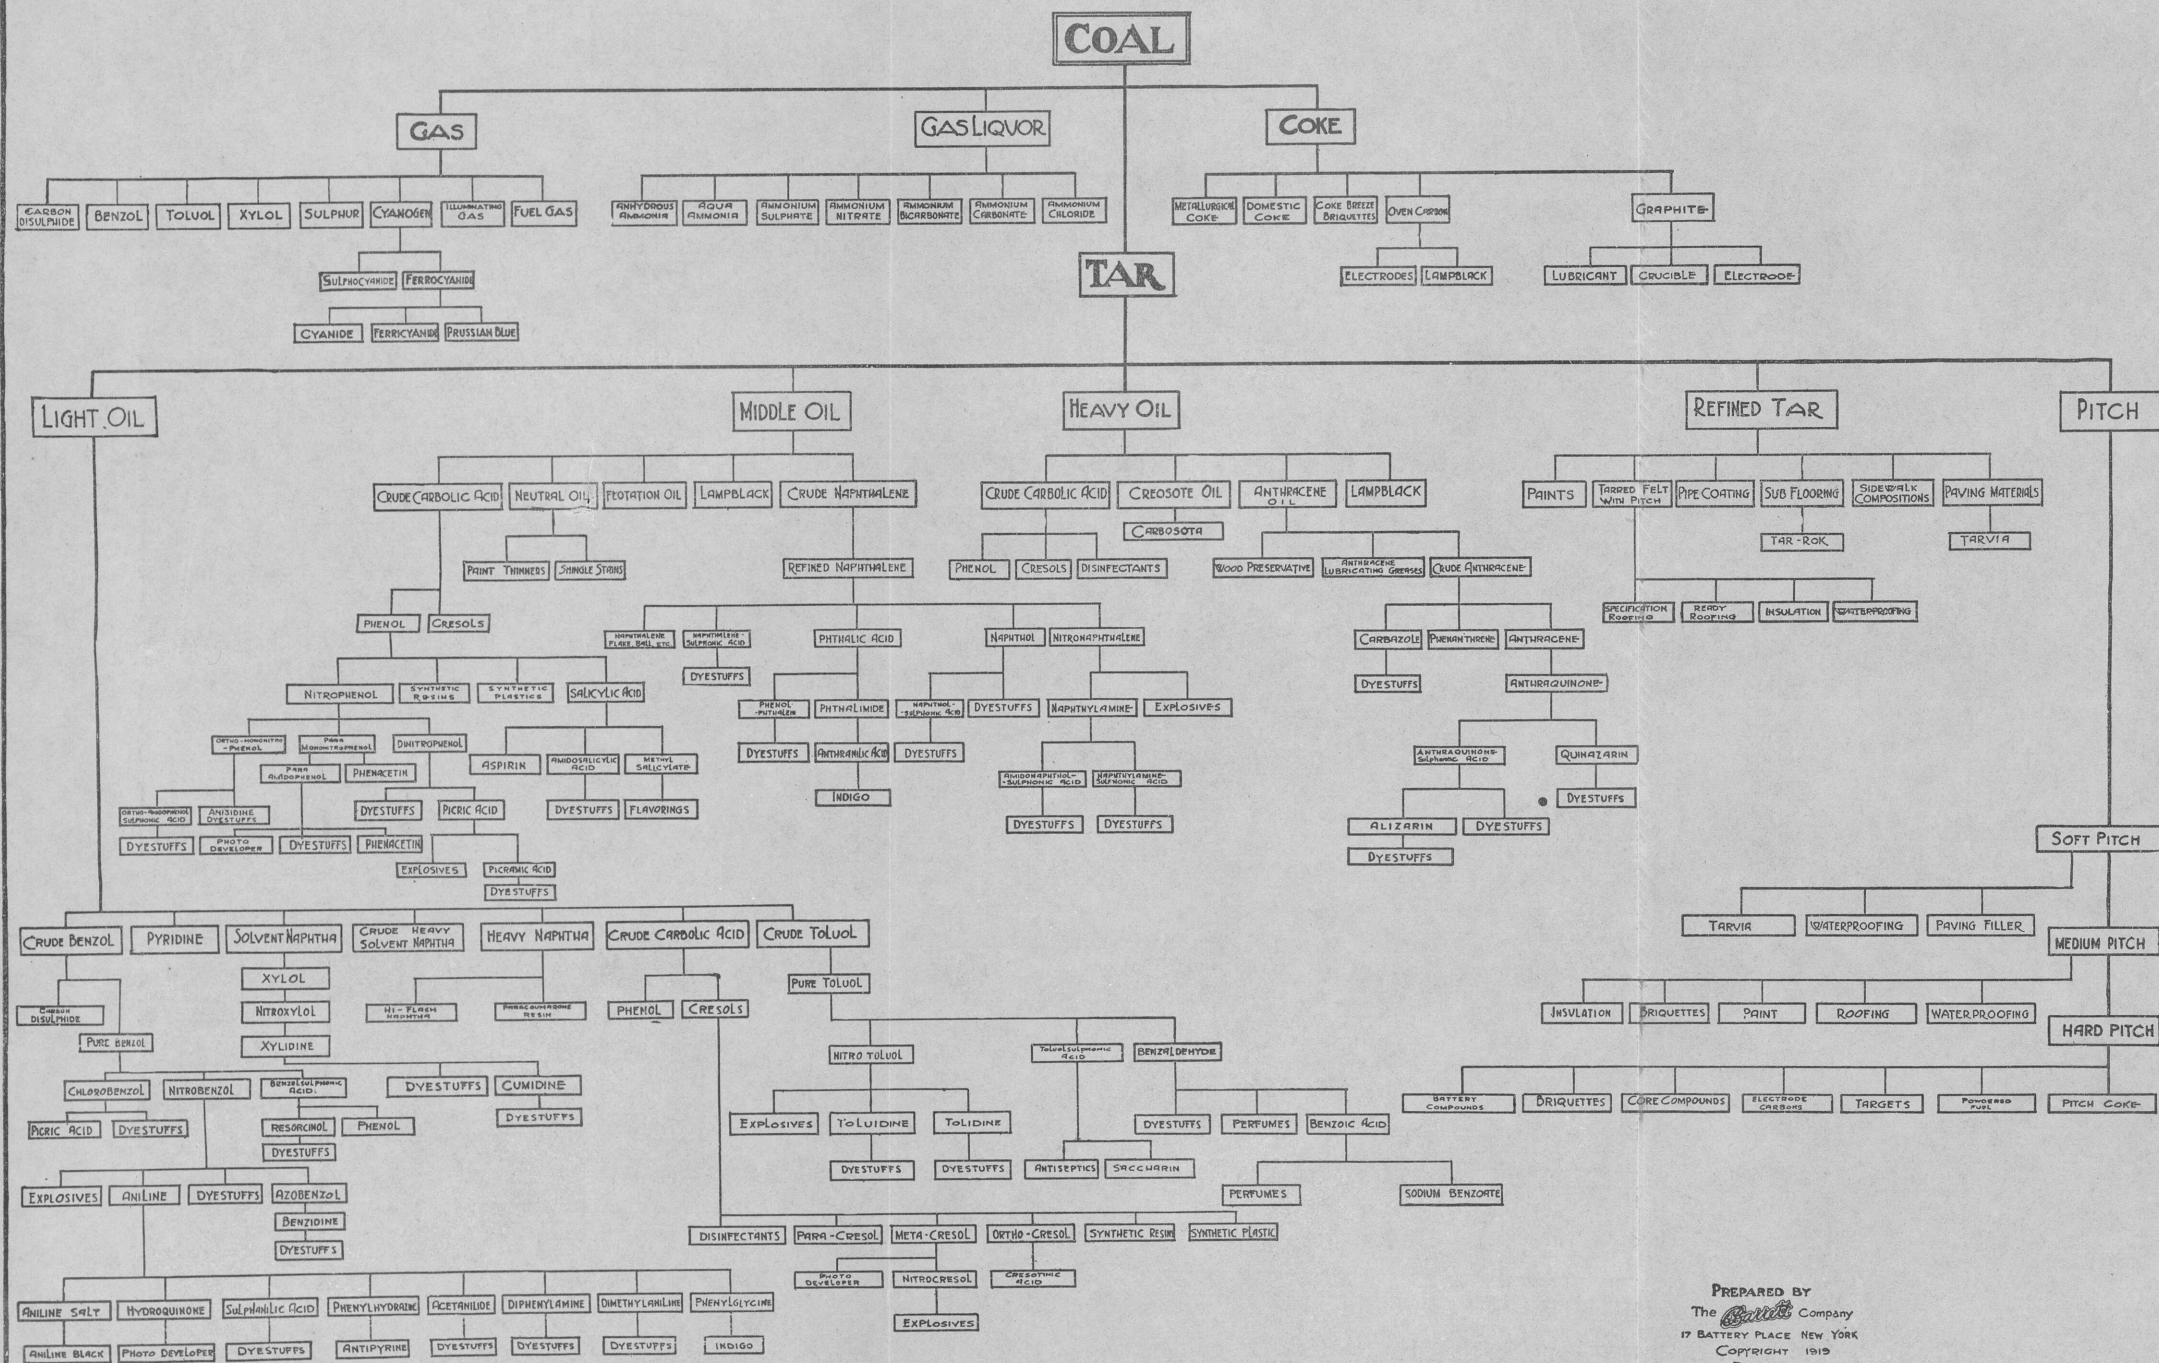 COAL
GAS
GAS LIQUOR
COKE
CARBON
DISULPHIDE
BENZOL
TOLUOL
XYLOL
SULPHUR
CYANOGEN
ILLUMINATING
GAS
FUEL GAS
ANHYDROUS
AMMONIA
AQUA
AMMONIA
AMMONIUM
SULPHATE
AMMONIUM
NITRATE
AMMONIUM
BICARBONATE
AMMONIUM
CARBONATE
AMMONIUM
CHLORIDE
METALLURGICAL
COKE
DOMESTIC
COKE
COKE BREEZE
BRIQUETTES
OVEN CARBON
GRAPHITE
SULPHOCYANIDE
FERROCYANIDE
TAR
ELECTRODES
LAMPBLACK
LUBRICANT
CRUCIBLE
ELECTRODE
CYANIDE
FERRICYANIDE
PRUSSIAN BLUE
LIGHT OIL
MIDDLE OIL
HEAVY OIL
REFINED TAR
PITCH
CRUDE CARBOLIC ACID
NEUTRAL OIL
FLOTATION OIL
LAMPBLACK
CRUDE NAPHTHALENE
CRUDE CARBOLIC ACID
CREOSOTE OIL
ANTHRACENE
OIL
LAMPBLACK
PAINTS
TARRED FELT
WITH PITCH
PIPE COATING
SUB FLOORING
SIDEWALK
COMPOSITIONS
PAVING MATERIALS
CARBOSOTA
TAR-ROK
TARVIA
PAINT THINNERS
SHINGLE STAINS
REFINED NAPHTHALENE
PHENOL
CRESOLS
DISINFECTANTS
WOOD PRESERVATIVE
ANTHRACENE
LUBRICATING GREASES
CRUDE ANTHRACENE
PHENOL
CRESOLS
NAPHTHALENE
FLAKE, BALL, ETC.
NAPHTHALENE-
SULPHONIC ACID
PHTHALIC ACID
NAPHTHOL
NITRONAPHTHALENE
CARBAZOLE
PHENANTHRENE
ANTHRACENE
SPECIFICATION
ROOFING
READY
ROOFING
INSULATION
WATERPROOFING
NITROPHENOL
SYNTHETIC
ROSINS
SYNTHETIC
PLASTICS
SALICYLIC ACID
DYESTUFFS
DYESTUFFS
ANTHRAQUINONE
PHENOL
-PHTHALEIN
PHTHALIMIDE
NAPHTHOL-
-SULPHONIC ACID
DYESTUFFS
NAPHTHYLAMINE
EXPLOSIVES
ORTHO-MONONITRO
-PHENOL
PARA
MONONITROPHENOL
DINITROPHENOL
ASPIRIN
AMIDOSALICYLIC
ACID
METHYL
SALICYLATE
DYESTUFFS
ANTHRANILIC ACID
DYESTUFFS
ANTHRAQUINONE
SULPHONIC ACID
QUINAZARIN
PARA
AMIDOPHENOL
PHENACETIN
AMIDONAPHTHOL-
-SULPHONIC ACID
NAPHTHYLAMINE-
SULPHONIC ACID
INDIGO
DYESTUFFS
ORTHO-AMIDOPHENOL
SULPHONIC ACID
ANISIDINE
DYESTUFFS
DYESTUFFS
PICRIC ACID
DYESTUFFS
FLAVORINGS
DYESTUFFS
DYESTUFFS
ALIZARIN
DYESTUFFS
DYESTUFFS
PHOTO
DEVELOPER
DYESTUFFS
PHENACETIN
DYESTUFFS
SOFT PITCH
EXPLOSIVES
PICRAMIC ACID
DYESTUFFS
TARVIA
WATERPROOFING
PAVING FILLER
CRUDE BENZOL
PYRIDINE
SOLVENT NAPHTHA
CRUDE HEAVY
SOLVENT NAPHTHA
HEAVY NAPHTHA
CRUDE CARBOLIC ACID
CRUDE TOLUOL
MEDIUM PITCH
XYLOL
PURE TOLUOL
CARBON
DISULPHIDE
NITROXYLOL
HI-FLASH
NAPHTHA
PARACOUMARONE
RESIN
PHENOL
CRESOLS
INSULATION
BRIQUETTES
PAINT
ROOFING
WATERPROOFING
HARD PITCH
PURE BENZOL
XYLIDINE
NITRO TOLUOL
TOLUOLSULPHONIC
ACID
BENZALDEHYDE
CHLOROBENZOL
NITROBENZOL
BENZOLSULPHONIC
ACID.
DYESTUFFS
CUMIDINE
BATTERY
COMPOUNDS
BRIQUETTES
CORE COMPOUNDS
ELECTRODE
CARBONS
TARGETS
POWDERED
FUEL
PITCH COKE
PICRIC ACID
DYESTUFFS
RESORCINOL
PHENOL
DYESTUFFS
EXPLOSIVES
TOLUIDINE
TOLIDINE
DYESTUFFS
PERFUMES
BENZOIC ACID
DYESTUFFS
DYESTUFFS
DYESTUFFS
ANTISEPTICS
SACCHARIN
EXPLOSIVES
ANILINE
DYESTUFFS
AZOBENZOL
PERFUMES
SODIUM BENZOATE
BENZIDINE
DYESTUFFS
DISINFECTANTS
PARA-CRESOL
META-CRESOL
ORTHO-CRESOL
SYNTHETIC RESIN
SYNTHETIC PLASTIC
PHOTO
DEVELOPER
NITROCRESOL
CRESOTINIC
ACID
EXPLOSIVES
ANILINE SALT
HYDROQUINONE
SULPHANILIC ACID
PHENYLHYDRAZINE
ACETANILIDE
DIPHENYLAMINE
DIMETHYLANILINE
PHENYLGLYCINE
ANILINE BLACK
PHOTO DEVELOPER
DYESTUFFS
ANTIPYRINE
DYESTUFFS
DYESTUFFS
DYESTUFFS
INDIGO
PREPARED BY
The Barrett Company
17 BATTERY PLACE NEW YORK
COPYRIGHT 1919